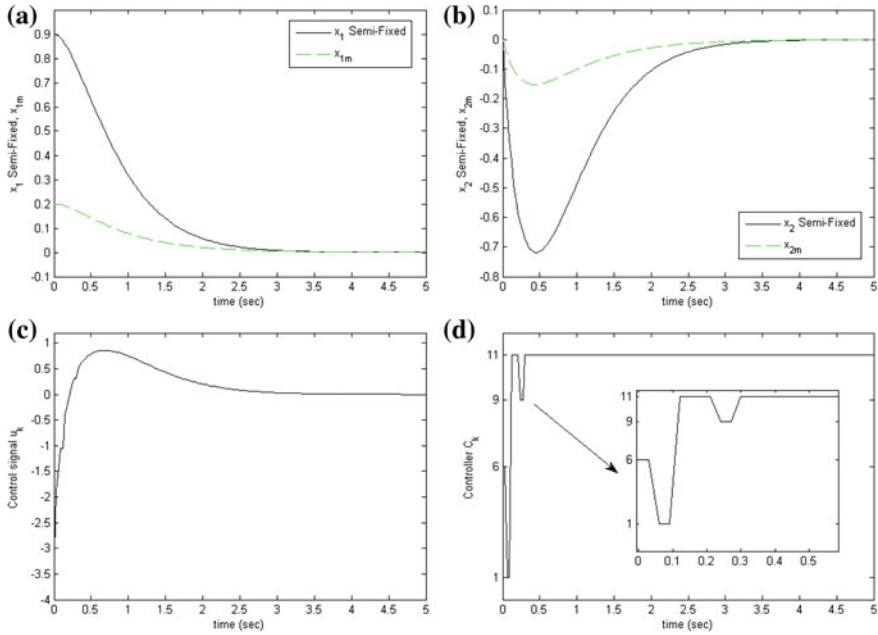 (a)
x1 Semi-Fixed, x1m
0.9
0.8
0.7
0.6
0.5
0.4
0.3
0.2
0.1
0
-0.1
x1 Semi-Fixed
x1m
0 0.5 1 1.5 2 2.5 3 3.5 4 4.5 5
time (sec)
(b)
x2 Semi-Fixed, x2m
0
-0.1
-0.2
-0.3
-0.4
-0.5
-0.6
-0.7
-0.8
x2 Semi-Fixed
x2m
0 0.5 1 1.5 2 2.5 3 3.5 4 4.5 5
time (sec)
(c)
Control signal uk
1
0.5
0
-0.5
-1
-1.5
-2
-2.5
-3
-3.5
-4
0 0.5 1 1.5 2 2.5 3 3.5 4 4.5 5
time (sec)
(d)
Controller Ck
11
9
6
1
11
9
6
1
0 0.1 0.2 0.3 0.4 0.5
0 0.5 1 1.5 2 2.5 3 3.5 4 4.5 5
time (sec)